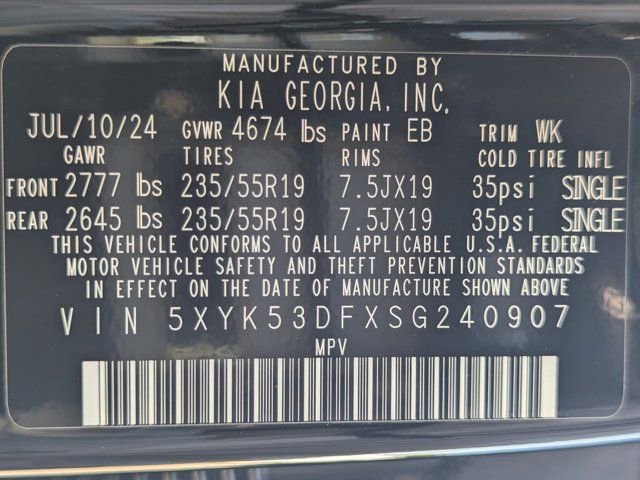 MANUFACTURED BY
KIA GEORGIA, INC.
JUL/10/24 GVWR 4674 lbs PAINT EB TRIM WK
GAWR TIRES RIMS COLD TIRE INFL
FRONT 2777 lbs 235/55R19 7.5JX19 35psi SINGLE
REAR 2645 lbs 235/55R19 7.5JX19 35psi SINGLE
THIS VEHICLE CONFORMS TO ALL APPLICABLE U.S.A. FEDERAL
MOTOR VEHICLE SAFETY AND THEFT PREVENTION STANDARDS
IN EFFECT ON THE DATE OF MANUFACTURE SHOWN ABOVE
VIN 5XYK53DFXSG240907
MPV